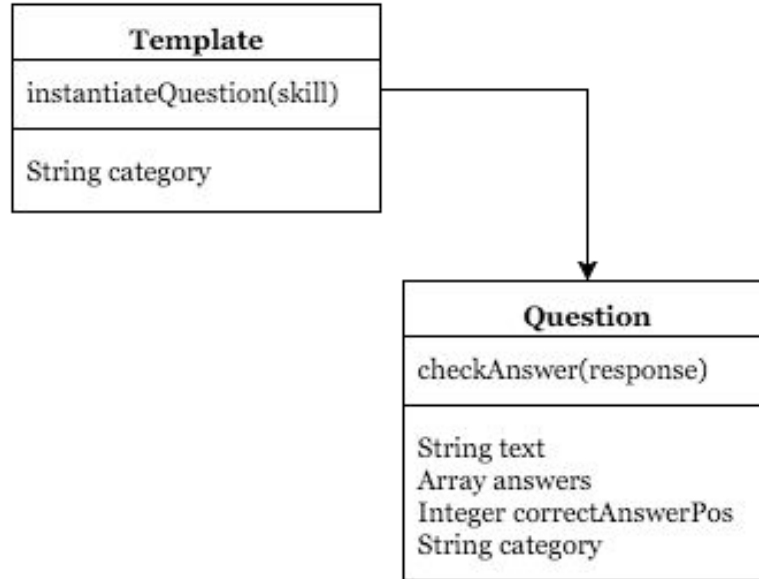 Template
instantiateQuestion(skill)
String category
Question
checkAnswer(response)
String text
Array answers
Integer correctAnswerPos
String category